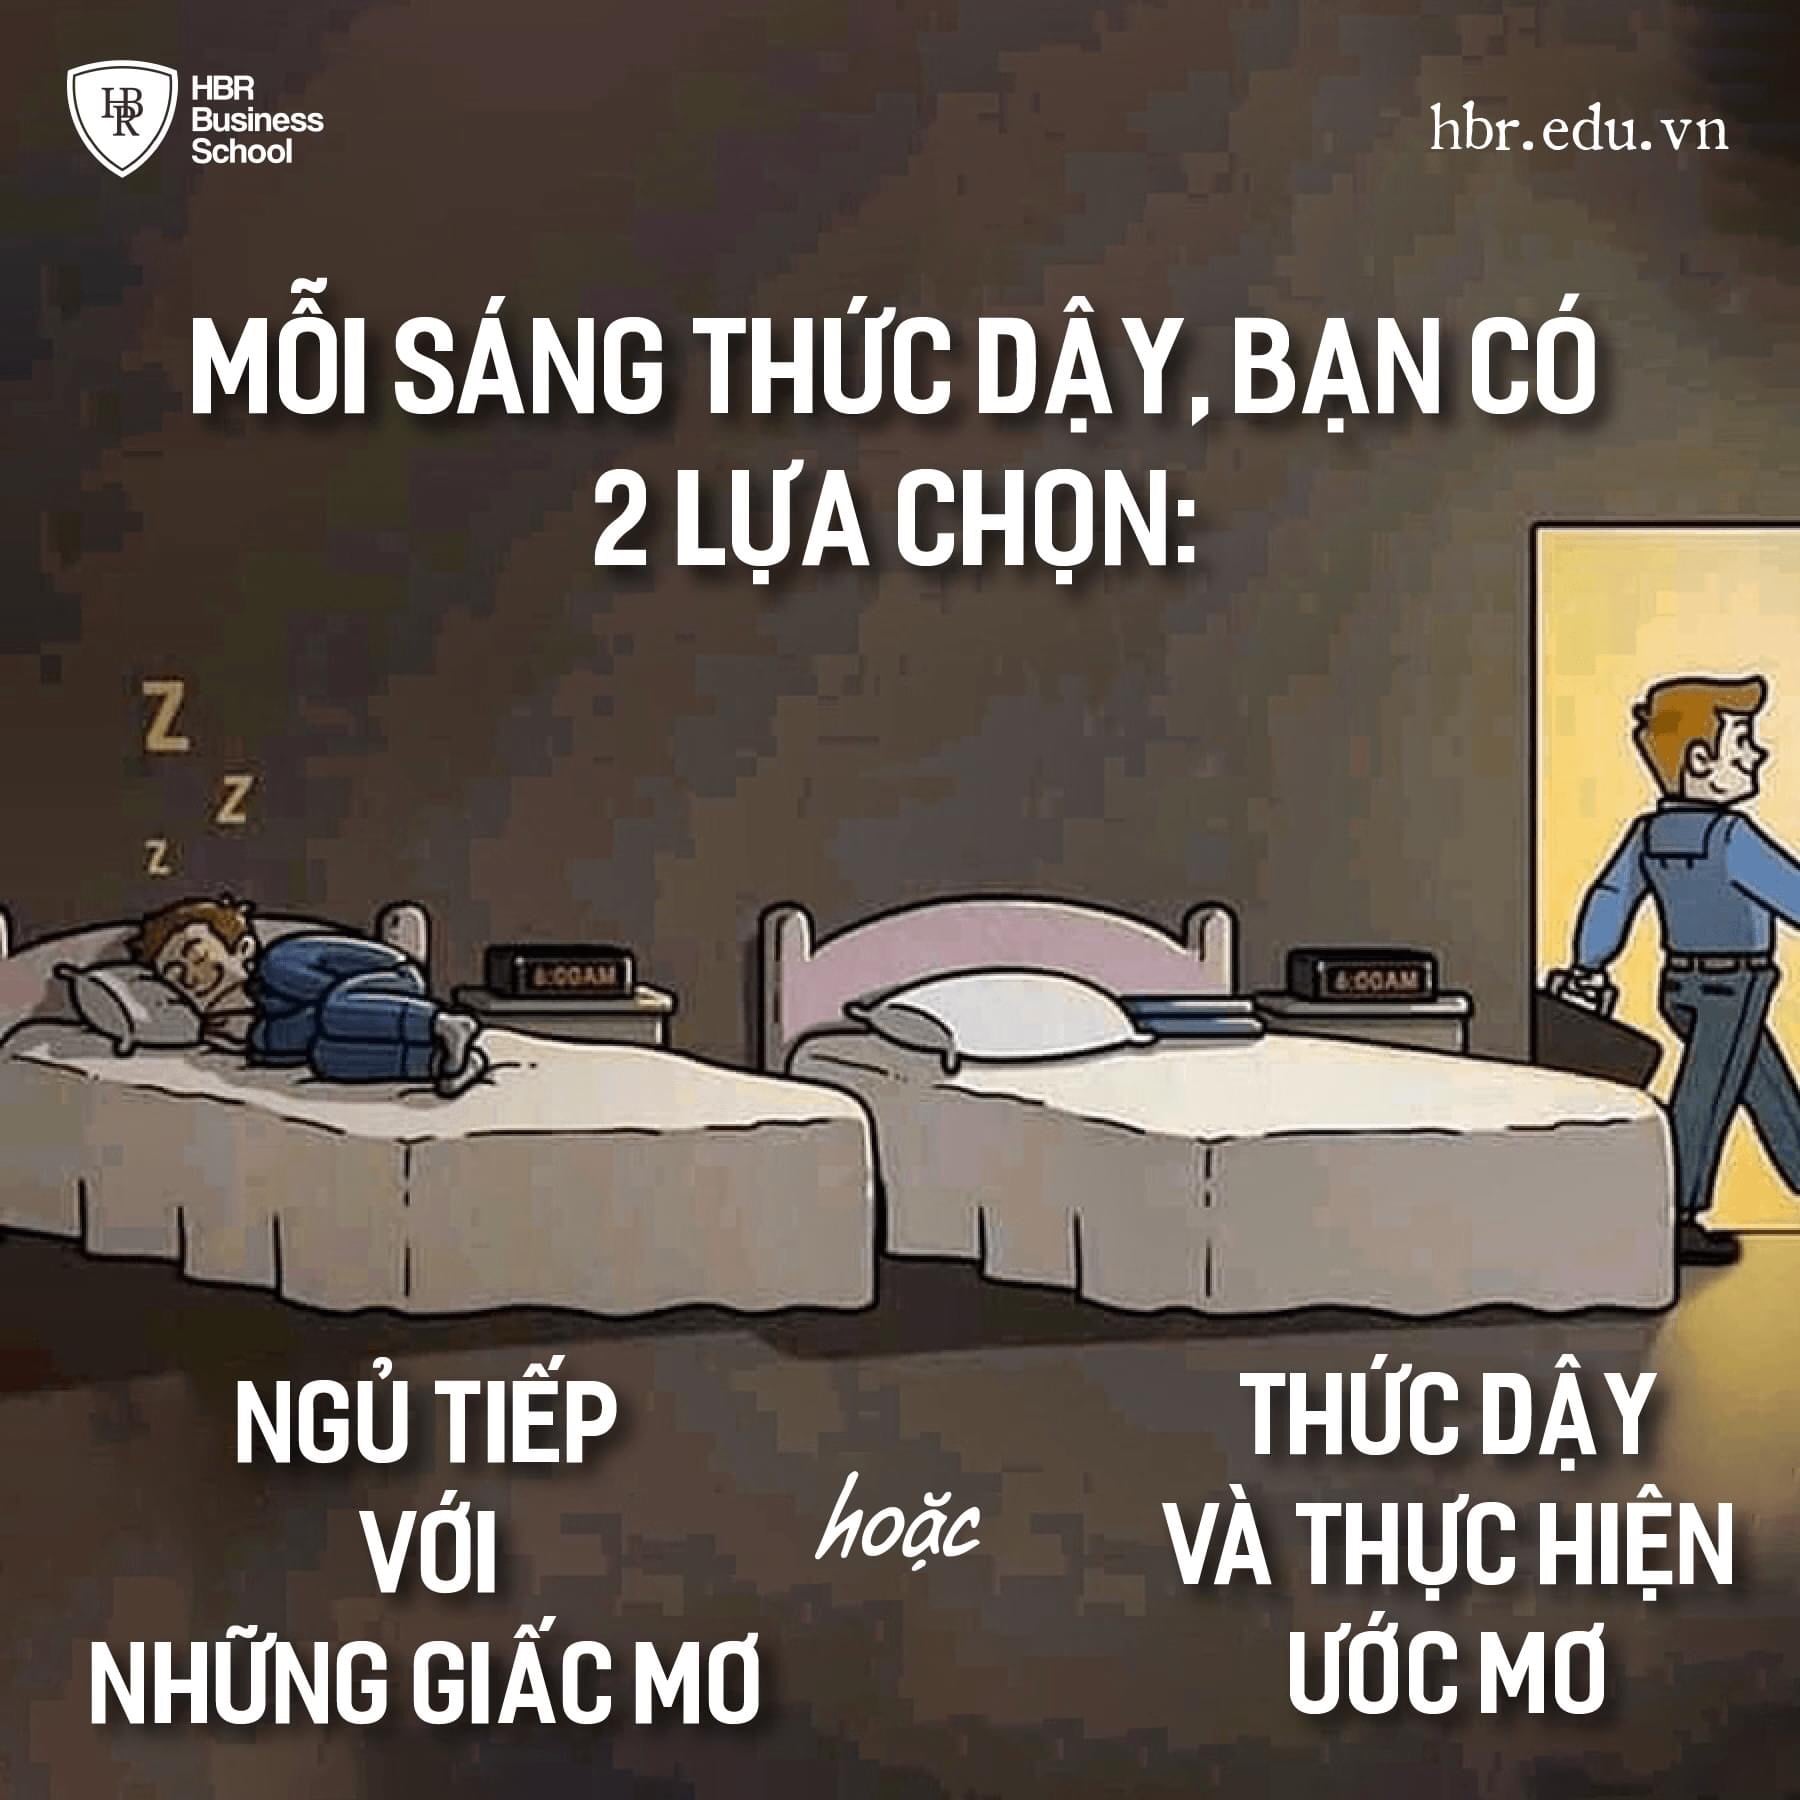 HBR
HBR
Business
School
hbr.edu.vn
MỖI SÁNG THỨC DẬY, BẠN CÓ
2 LỰA CHỌN:
Z
Z
Z
6:00AM
6:00AM
NGỦ TIẾP
VỚI
NHỮNG GIẤC MƠ
hoặc
THỨC DẬY
VÀ THỰC HIỆN
ƯỚC MƠ